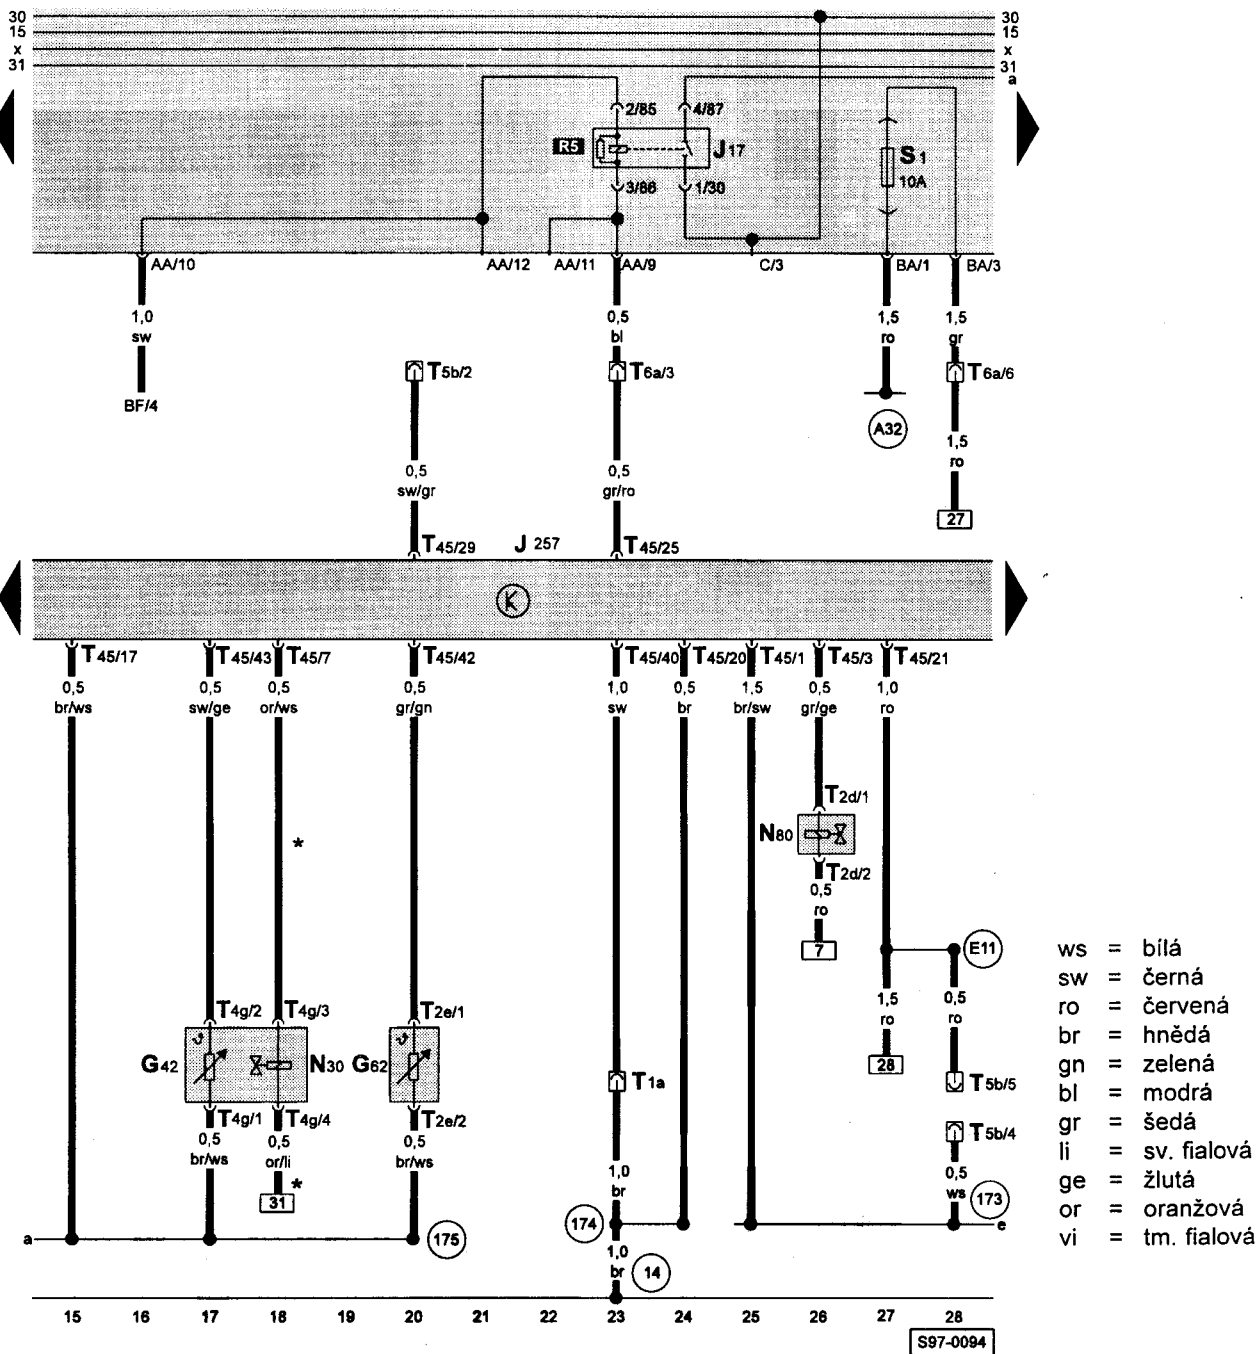 30 30
15 15
x x
31 31
a
2/85 4/87
R5 J17 S1
10A
3/86 1/30
AA/10 AA/12 AA/11 AA/9 C/3 BA/1 BA/3
1,0 0,5 1,5 1,5
sw bl ro gr
T5b/2 T6a/3 T6a/6
BF/4 A32
1,5
ro
0,5 0,5
sw/gr gr/ro
27
T45/29 J 257 T45/25
K
T45/17 T45/43 T45/7 T45/42 T45/40 T45/20 T45/1 T45/3 T45/21
0,5 0,5 0,5 0,5 1,0 0,5 1,5 0,5 1,0
br/ws sw/ge or/ws gr/gn sw br br/sw gr/ge ro
T2d/1
* N80
T2d/2
0,5
ro
7 E11
1,5 0,5
ro ro
T4g/2 T4g/3 T2e/1
G42 N30 G62 28
T1a T5b/5
T4g/1 T4g/4 T2e/2 T5b/4
0,5 0,5 0,5
br/ws or/li br/ws
1,0 0,5
br ws 173
31 *
174 e
a 175
1,0
br 14
15 16 17 18 19 20 21 22 23 24 25 26 27 28
S97-0094
ws = bílá
sw = černá
ro = červená
br = hnědá
gn = zelená
bl = modrá
gr = šedá
li = sv. fialová
ge = žlutá
or = oranžová
vi = tm. fialová